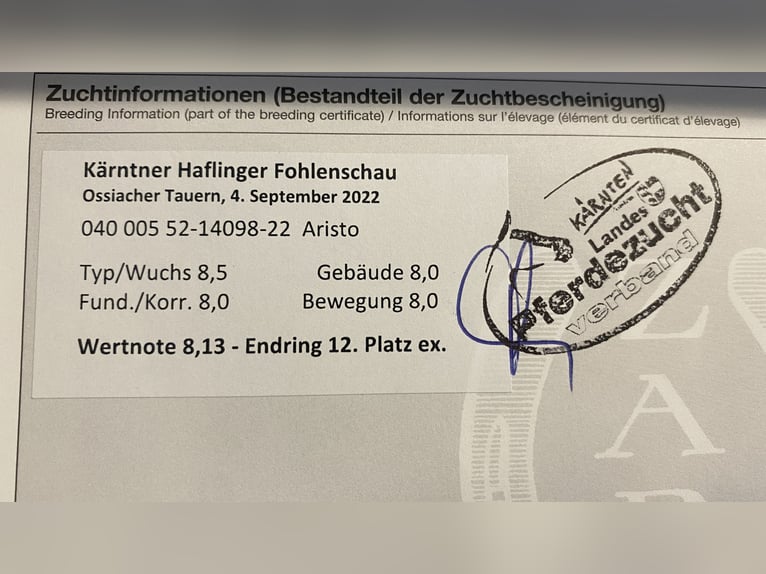 Zuchtinformationen (Bestandteil der Zuchtbescheinigung)
Breeding Information (part of the breeding certificate) / Informations sur l'élevage (élément du certificat d'élevage)
Kärntner Haflinger Fohlenschau
Ossiacher Tauern, 4. September 2022
040 005 52-14098-22 Aristo
Typ/Wuchs 8,5 Gebäude 8,0
Fund./Korr. 8,0 Bewegung 8,0
Wertnote 8,13 - Endring 12. Platz ex.
KÄRNTEN
Landes
Pferdezucht
verband
A